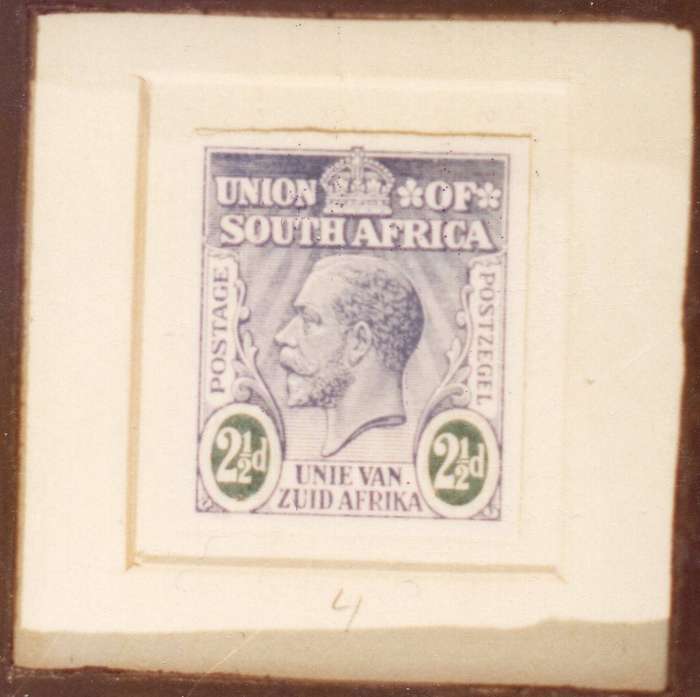 UNION OF
SOUTH AFRICA
POSTAGE
POSTZEGEL
2½d
2½d
UNIE VAN
ZUID AFRIKA
4